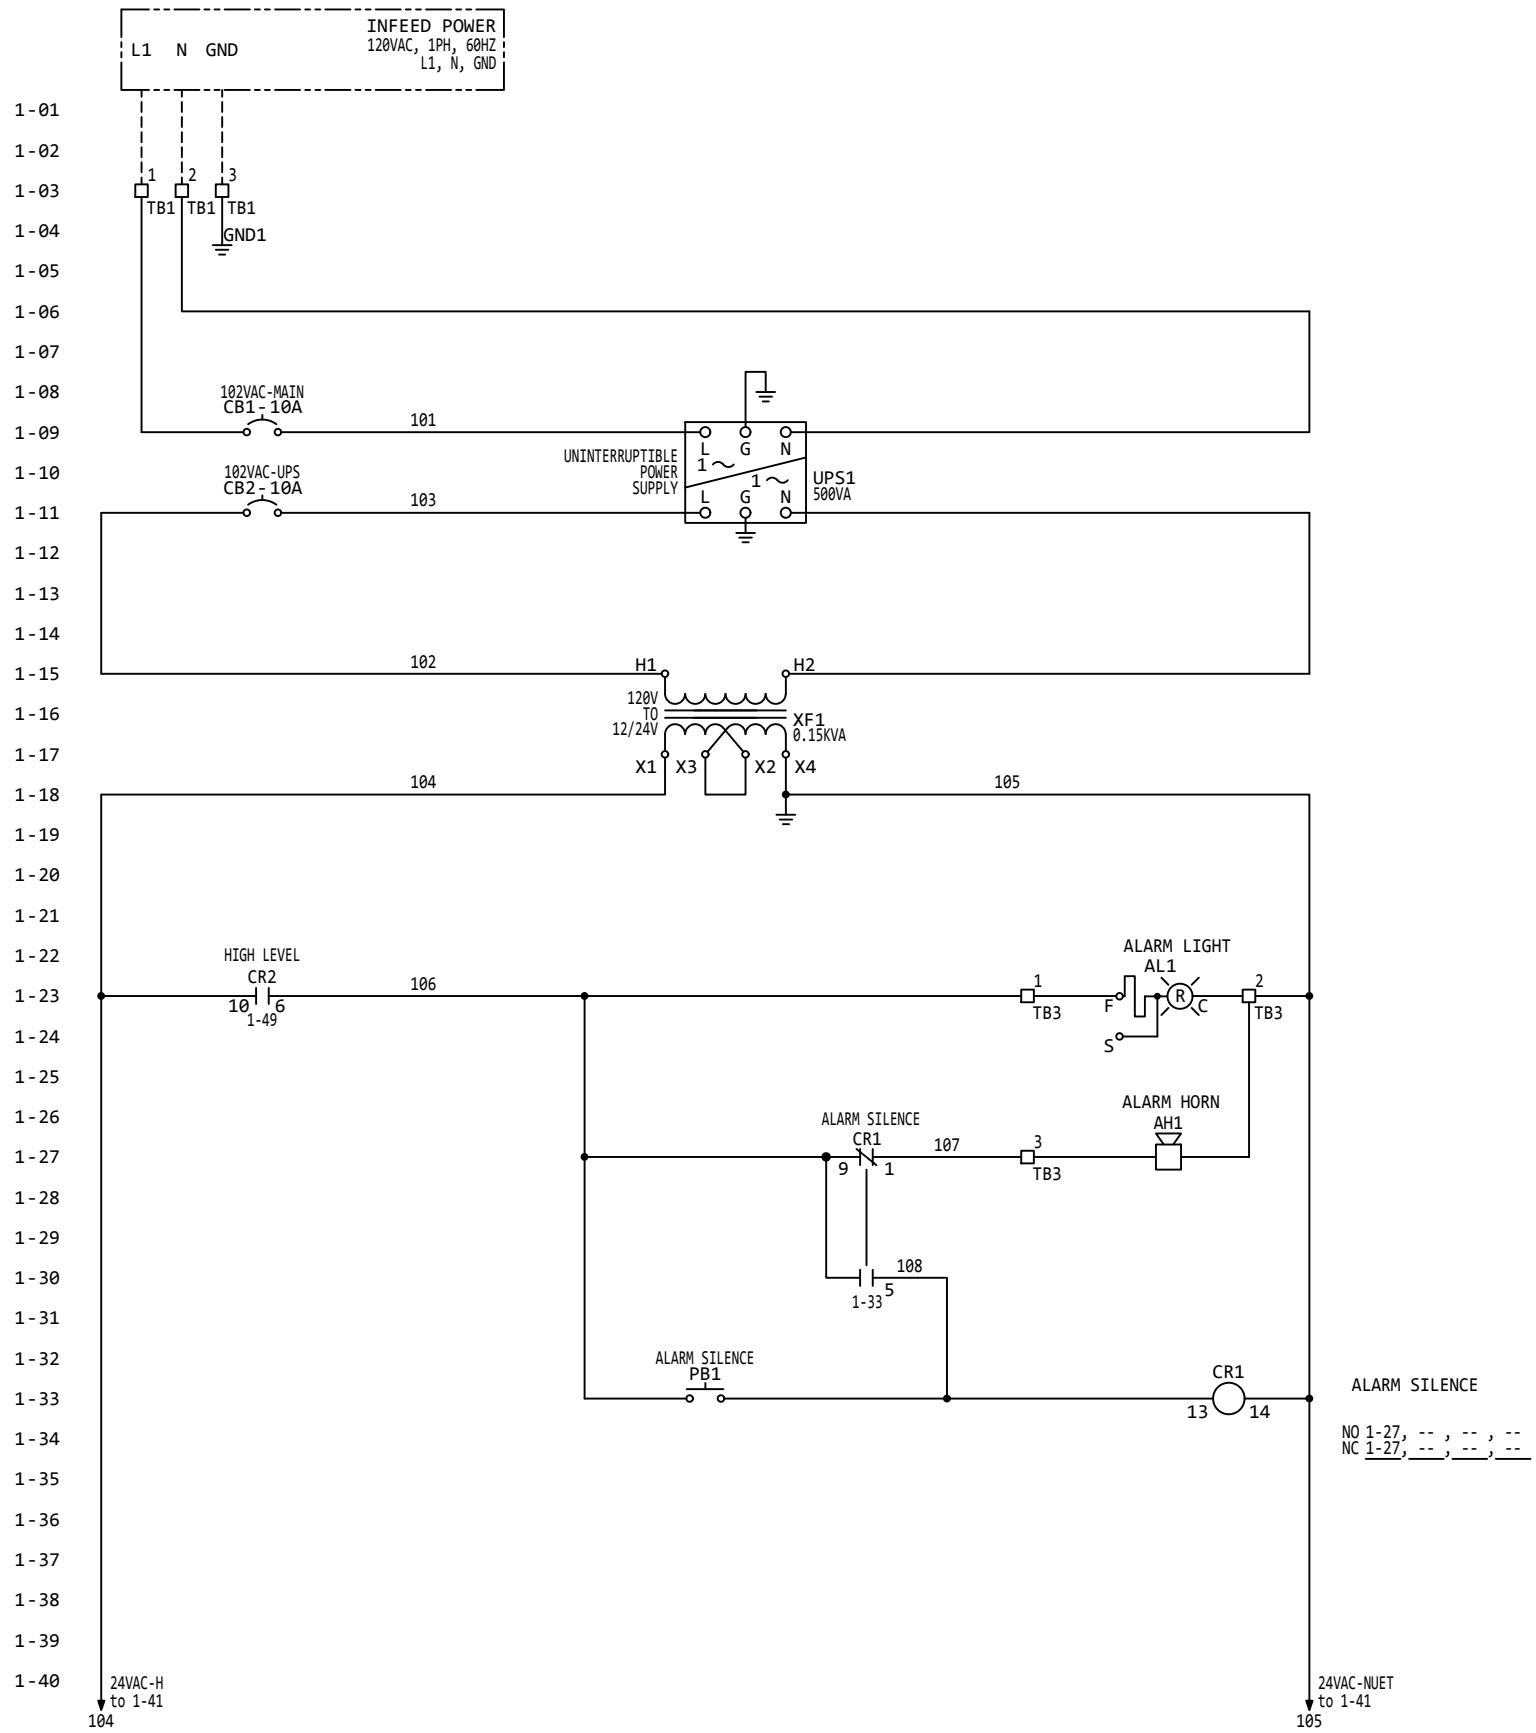 INFEED POWER
120VAC, 1PH, 60HZ
L1, N, GND
L1 N GND
1-01
1-02
1 2 3
1-03
TB1 TB1 TB1
1-04 GND1
1-05
1-06
1-07
1-08 102VAC-MAIN
CB1-10A
101
1-09
L G N
1 ~
UNINTERRUPTIBLE
POWER
SUPPLY
1-10 102VAC-UPS
CB2-10A
103
1 ~
UPS1
500VA
L G N
1-11
1-12
1-13
1-14
102 H1 H2
1-15
120V
TO
12/24V
1-16
XF1
0.15KVA
1-17
X1 X3 X2 X4
104 105
1-18
1-19
1-20
1-21
1-22 HIGH LEVEL
CR2
106
ALARM LIGHT
AL1
1 2
1-23
10 6
1-49
TB3 F R C TB3
1-24
S
1-25
1-26
ALARM HORN
AH1
ALARM SILENCE
CR1
107 3
1-27
9 1 TB3
1-28
1-29
108
1-30
5
1-33
1-31
1-32 ALARM SILENCE
PB1
CR1
1-33
13 14
ALARM SILENCE
1-34
NO 1-27, -- , -- , --
NC 1-27, -- , -- , --
1-35
1-36
1-37
1-38
1-39
1-40
24VAC-H
to 1-41
104
24VAC-NUET
to 1-41
105